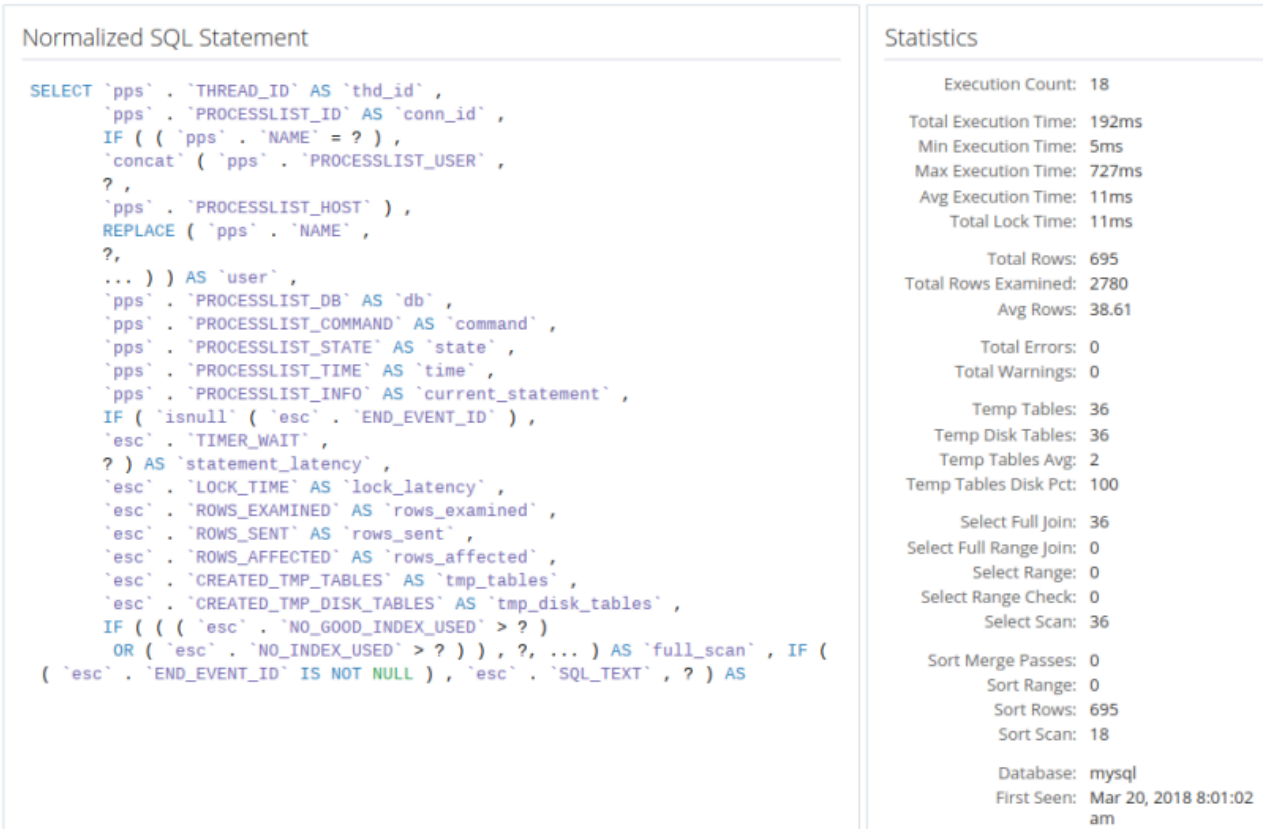 Normalized SQL Statement
SELECT `pps` . `THREAD_ID` AS `thd_id` ,
`pps` . `PROCESSLIST_ID` AS `conn_id` ,
IF ( ( `pps` . `NAME` = ? ) ,
`concat` ( `pps` . `PROCESSLIST_USER` ,
? ,
`pps` . `PROCESSLIST_HOST` ) ,
REPLACE ( `pps` . `NAME` ,
?,
... ) ) AS `user` ,
`pps` . `PROCESSLIST_DB` AS `db` ,
`pps` . `PROCESSLIST_COMMAND` AS `command` ,
`pps` . `PROCESSLIST_STATE` AS `state` ,
`pps` . `PROCESSLIST_TIME` AS `time` ,
`pps` . `PROCESSLIST_INFO` AS `current_statement` ,
IF ( `isnull` ( `esc` . `END_EVENT_ID` ) ,
`esc` . `TIMER_WAIT` ,
? ) AS `statement_latency` ,
`esc` . `LOCK_TIME` AS `lock_latency` ,
`esc` . `ROWS_EXAMINED` AS `rows_examined` ,
`esc` . `ROWS_SENT` AS `rows_sent` ,
`esc` . `ROWS_AFFECTED` AS `rows_affected` ,
`esc` . `CREATED_TMP_TABLES` AS `tmp_tables` ,
`esc` . `CREATED_TMP_DISK_TABLES` AS `tmp_disk_tables` ,
IF ( ( ( `esc` . `NO_GOOD_INDEX_USED` > ? )
OR ( `esc` . `NO_INDEX_USED` > ? ) ) , ?, ... ) AS `full_scan` , IF (
( `esc` . `END_EVENT_ID` IS NOT NULL ) , `esc` . `SQL_TEXT` , ? ) AS
Statistics
Execution Count: 18
Total Execution Time: 192ms
Min Execution Time: 5ms
Max Execution Time: 727ms
Avg Execution Time: 11ms
Total Lock Time: 11ms
Total Rows: 695
Total Rows Examined: 2780
Avg Rows: 38.61
Total Errors: 0
Total Warnings: 0
Temp Tables: 36
Temp Disk Tables: 36
Temp Tables Avg: 2
Temp Tables Disk Pct: 100
Select Full Join: 36
Select Full Range Join: 0
Select Range: 0
Select Range Check: 0
Select Scan: 36
Sort Merge Passes: 0
Sort Range: 0
Sort Rows: 695
Sort Scan: 18
Database: mysql
First Seen: Mar 20, 2018 8:01:02
am